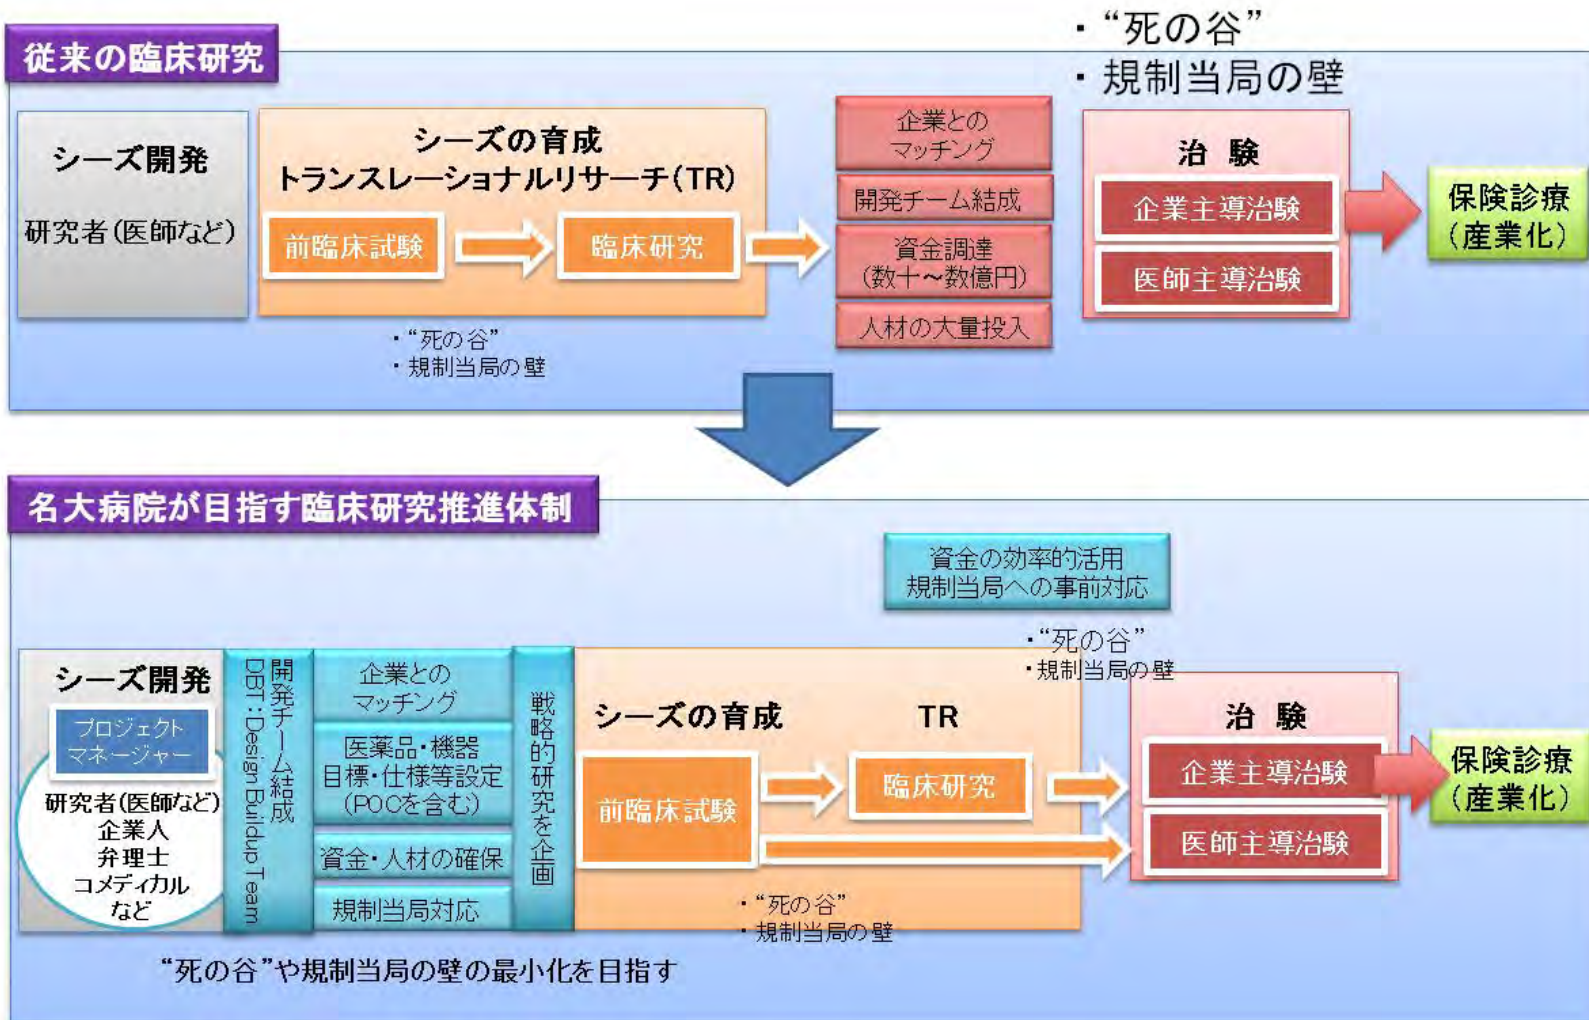 従来の臨床研究
・“死の谷”
・規制当局の壁
シーズ開発
研究者(医師など)
シーズの育成
トランスレーショナルリサーチ(TR)
前臨床試験
臨床研究
・“死の谷”
・規制当局の壁
企業との
マッチング
開発チーム結成
資金調達
(数十～数億円)
人材の大量投入
治 験
企業主導治験
医師主導治験
保険診療
(産業化)
名大病院が目指す臨床研究推進体制
資金の効率的活用
規制当局への事前対応
・“死の谷”
・規制当局の壁
シーズ開発
プロジェクト
マネージャー
研究者(医師など)
企業人
弁理士
コメディカル
など
開発チーム結成
DBT：Design Buildup Team
企業との
マッチング
医薬品・機器
目標・仕様等設定
(POCを含む)
資金・人材の確保
規制当局対応
戦略的研究を企画
シーズの育成
TR
前臨床試験
臨床研究
・“死の谷”
・規制当局の壁
治 験
企業主導治験
医師主導治験
保険診療
(産業化)
“死の谷”や規制当局の壁の最小化を目指す